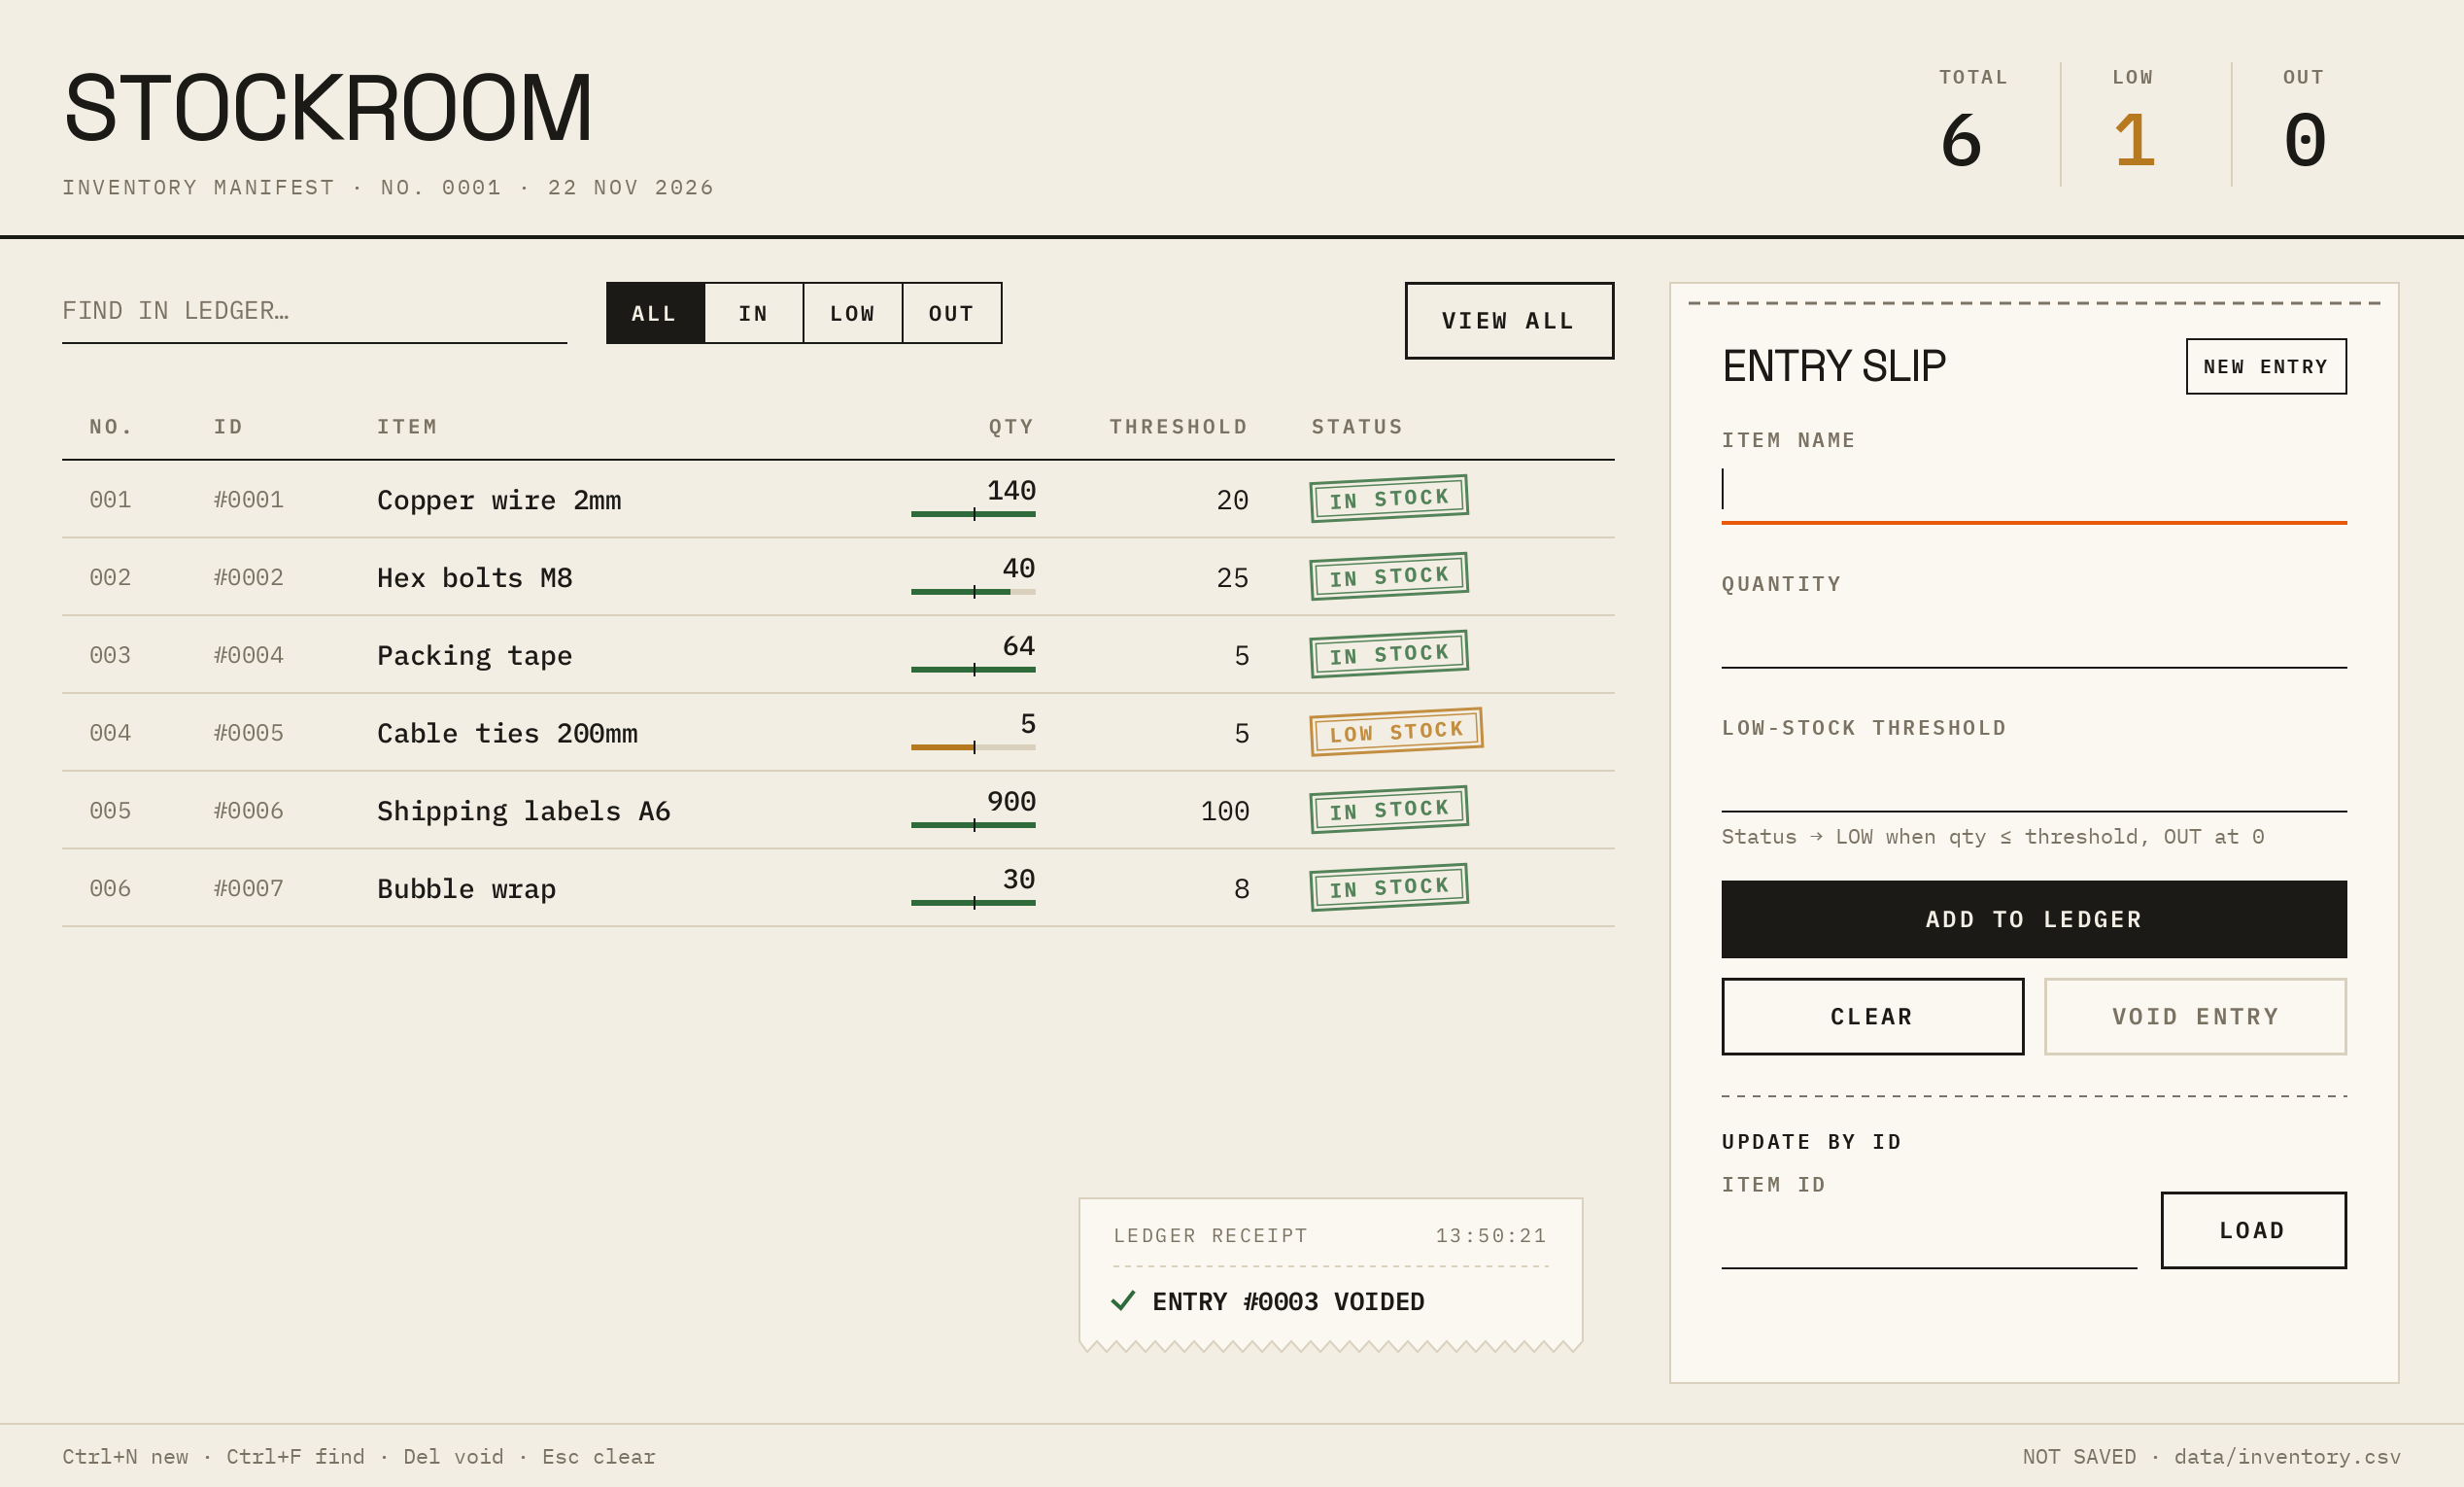 STOCKROOM
INVENTORY MANIFEST · NO. 0001 · 22 NOV 2026
TOTAL LOW OUT
6 1 0
FIND IN LEDGER…
ALL IN LOW OUT
VIEW ALL
NO. ID ITEM QTY THRESHOLD STATUS
001 #0001 Copper wire 2mm 140 20 IN STOCK
002 #0002 Hex bolts M8 40 25 IN STOCK
003 #0004 Packing tape 64 5 IN STOCK
004 #0005 Cable ties 200mm 5 5 LOW STOCK
005 #0006 Shipping labels A6 900 100 IN STOCK
006 #0007 Bubble wrap 30 8 IN STOCK
LEDGER RECEIPT 13:50:21
ENTRY #0003 VOIDED
ENTRY SLIP
NEW ENTRY
ITEM NAME
QUANTITY
LOW-STOCK THRESHOLD
Status → LOW when qty ≤ threshold, OUT at 0
ADD TO LEDGER
CLEAR VOID ENTRY
UPDATE BY ID
ITEM ID
LOAD
Ctrl+N new · Ctrl+F find · Del void · Esc clear
NOT SAVED · data/inventory.csv